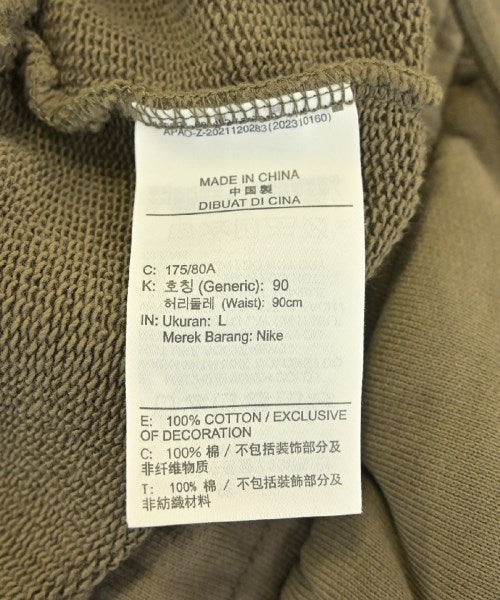 APAO-Z-2021120283(202310160)
MADE IN CHINA
中国製
DIBUAT DI CINA
C: 175/80A
K: 호칭 (Generic): 90
허리둘레 (Waist): 90cm
IN: Ukuran: L
Merek Barang: Nike
E: 100% COTTON / EXCLUSIVE
OF DECORATION
C: 100% 棉 / 不包括装饰部分及
非纤维物质
T: 100% 棉 / 不包括裝飾部分及
非紡織材料